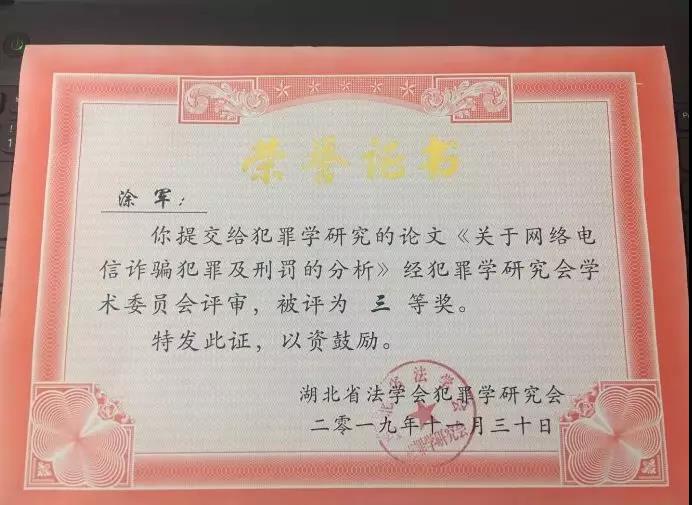 荣誉证书
涂军：
你提交给犯罪学研究的论文《关于网络电
信诈骗犯罪及刑罚的分析》经犯罪学研究会学
术委员会评审，被评为 三 等奖。
特发此证，以资鼓励。
湖北省法学会犯罪学研究会
二零一九年十一月三十日